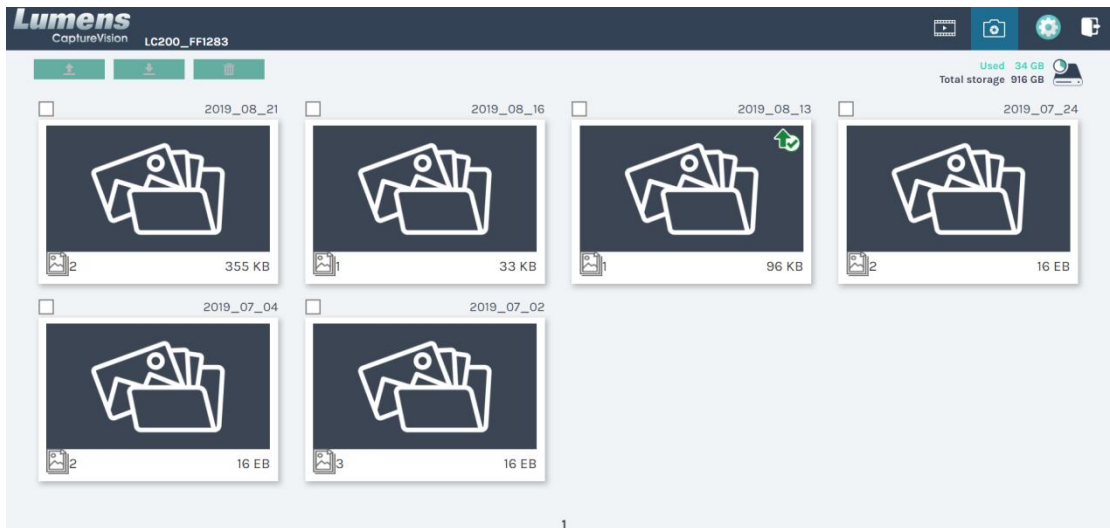 Lumens
CaptureVision LC200_FF1283
Used 34 GB
Total storage 916 GB
2019_08_21
2019_08_16
2019_08_13
2019_07_24
2 355 KB
1 33 KB
1 96 KB
2 16 EB
2019_07_04
2019_07_02
2 16 EB
3 16 EB
1